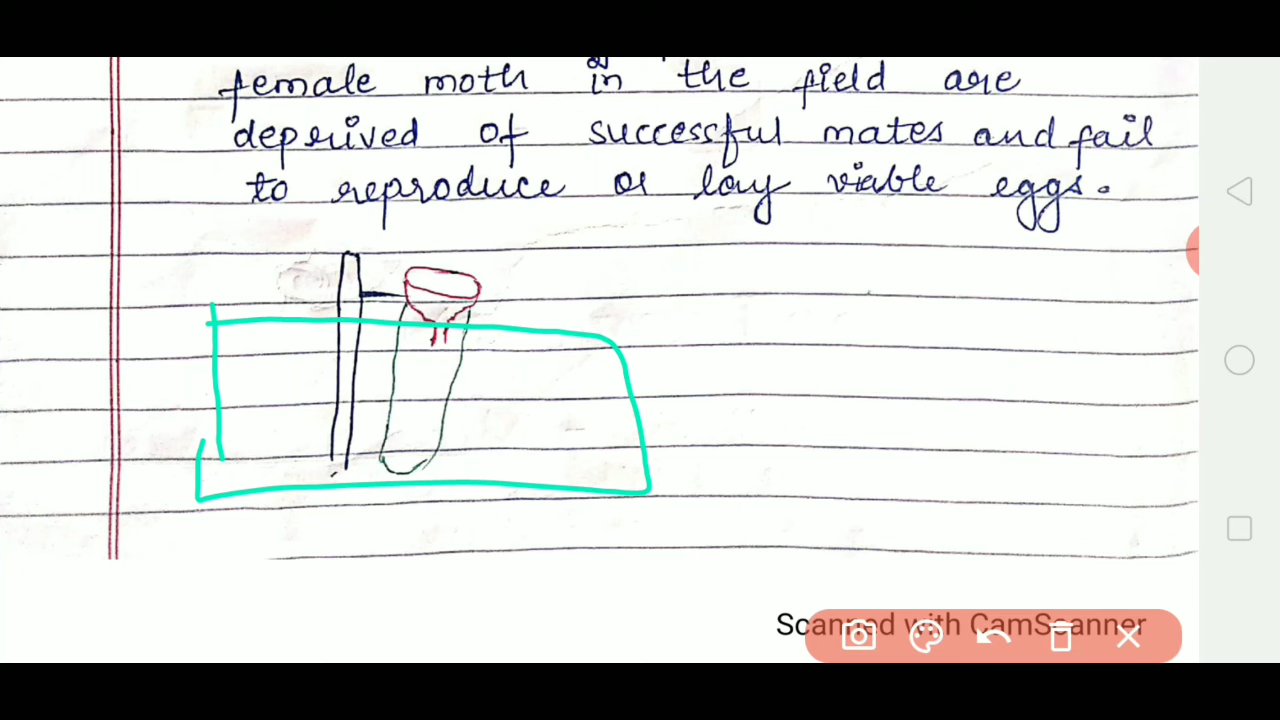 female moth in the field are
deprived of successful mates and fail
to reproduce or lay viable eggs.
Scanned with CamScanner